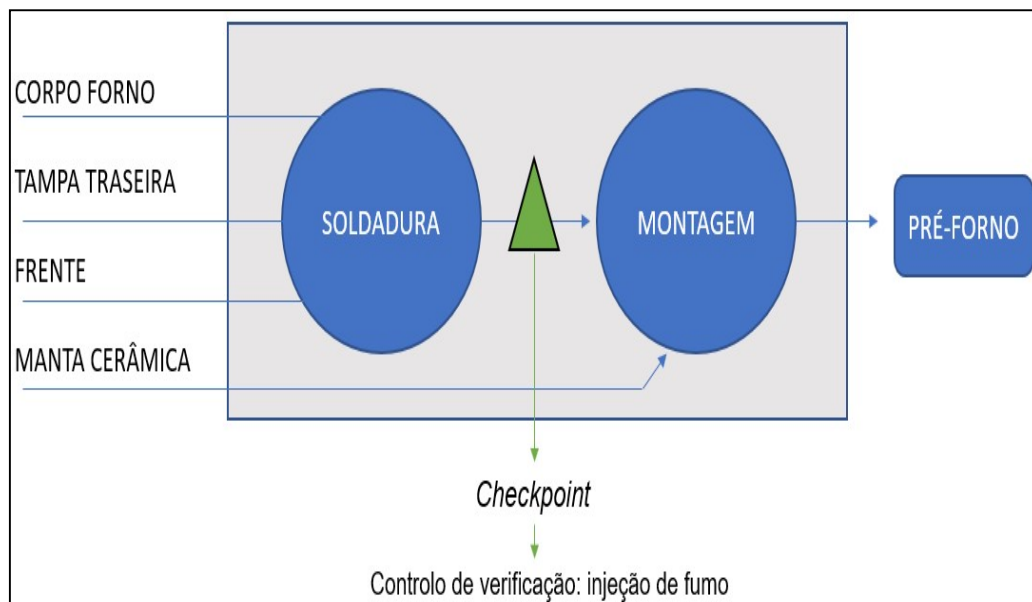 CORPO FORNO
TAMPA TRASEIRA
FRENTE
MANTA CERÂMICA
SOLDADURA
MONTAGEM
PRÉ-FORNO
Checkpoint
Controlo de verificação: injeção de fumo